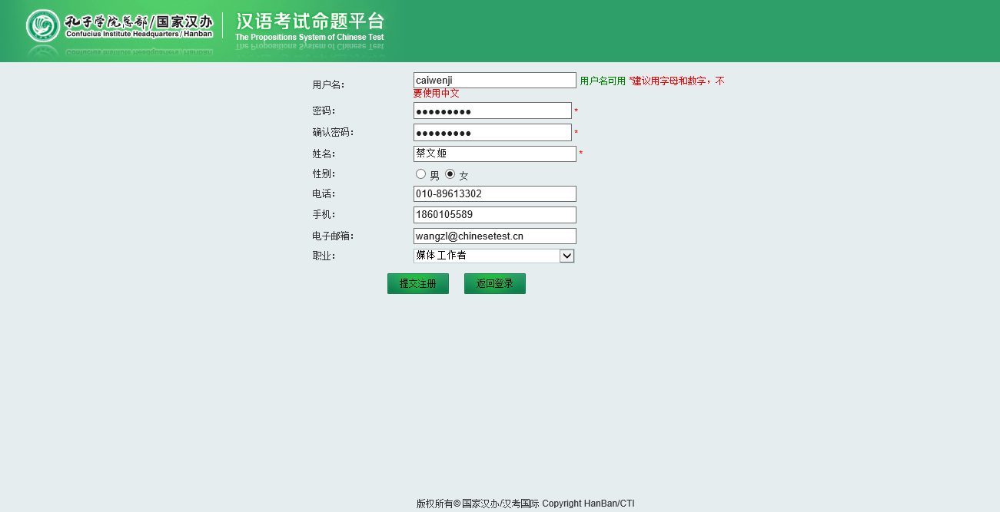 孔子学院总部/国家汉办
Confucius Institute Headquarters/Hanban
汉语考试命题平台
The Propositions System of Chinese Test
用户名: caiwenji 用户名可用 *建议用字母和数字，不
要使用中文
密码: ●●●●●●●●● *
确认密码: ●●●●●●●●● *
姓名: 蔡文姬 *
性别: 男 女
电话: 010-89613302
手机: 1860105589
电子邮箱: wangzl@chinesetest.cn
职业: 媒体工作者
提交注册 返回登录
版权所有©国家汉办/汉考国际 Copyright HanBan/CTI